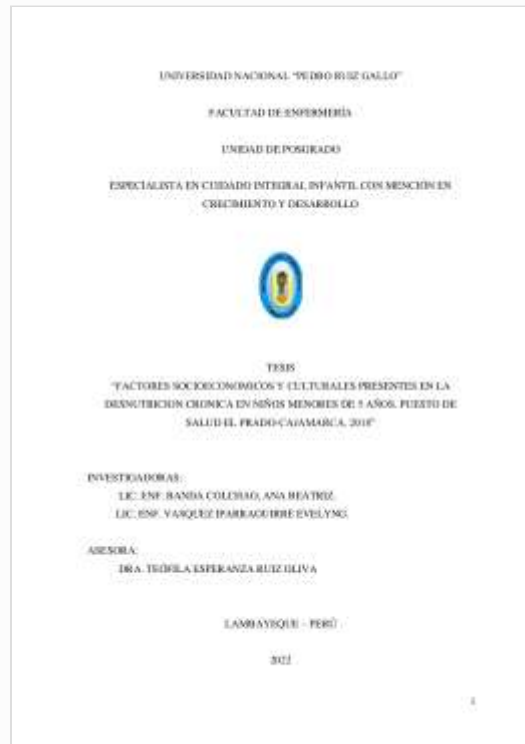 UNIVERSIDAD NACIONAL "PEDRO RUIZ GALLO"
FACULTAD DE ENFERMERÍA
UNIDAD DE POSGRADO
ESPECIALISTA EN CUIDADO INTEGRAL INFANTIL CON MENCIÓN EN
CRECIMIENTO Y DESARROLLO
TESIS
"FACTORES SOCIOECONOMICOS Y CULTURALES PRESENTES EN LA
DESNUTRICION CRONICA EN NIÑOS MENORES DE 5 AÑOS. PUESTO DE
SALUD EL PRADO-CAJAMARCA, 2018"
INVESTIGADORAS:
LIC. ENF. BANDA COLCHAO, ANA BEATRIZ.
LIC. ENF. VASQUEZ IPARRAGUIRRE EVELYNG.
ASESORA:
DRA. TEÓFILA ESPERANZA RUIZ OLIVA
LAMBAYEQUE – PERÚ
2022